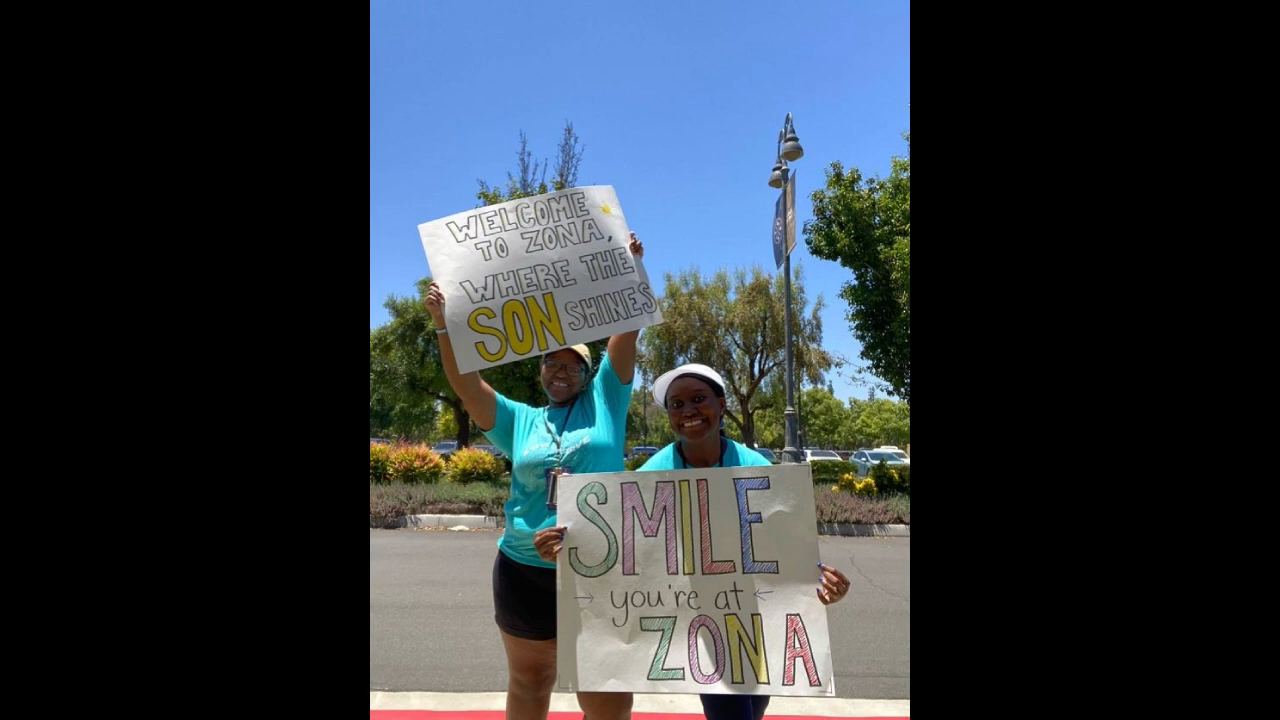 WELCOME
TO ZONA,
WHERE THE
SON SHINES
SMILE
→ you're at ←
ZONA